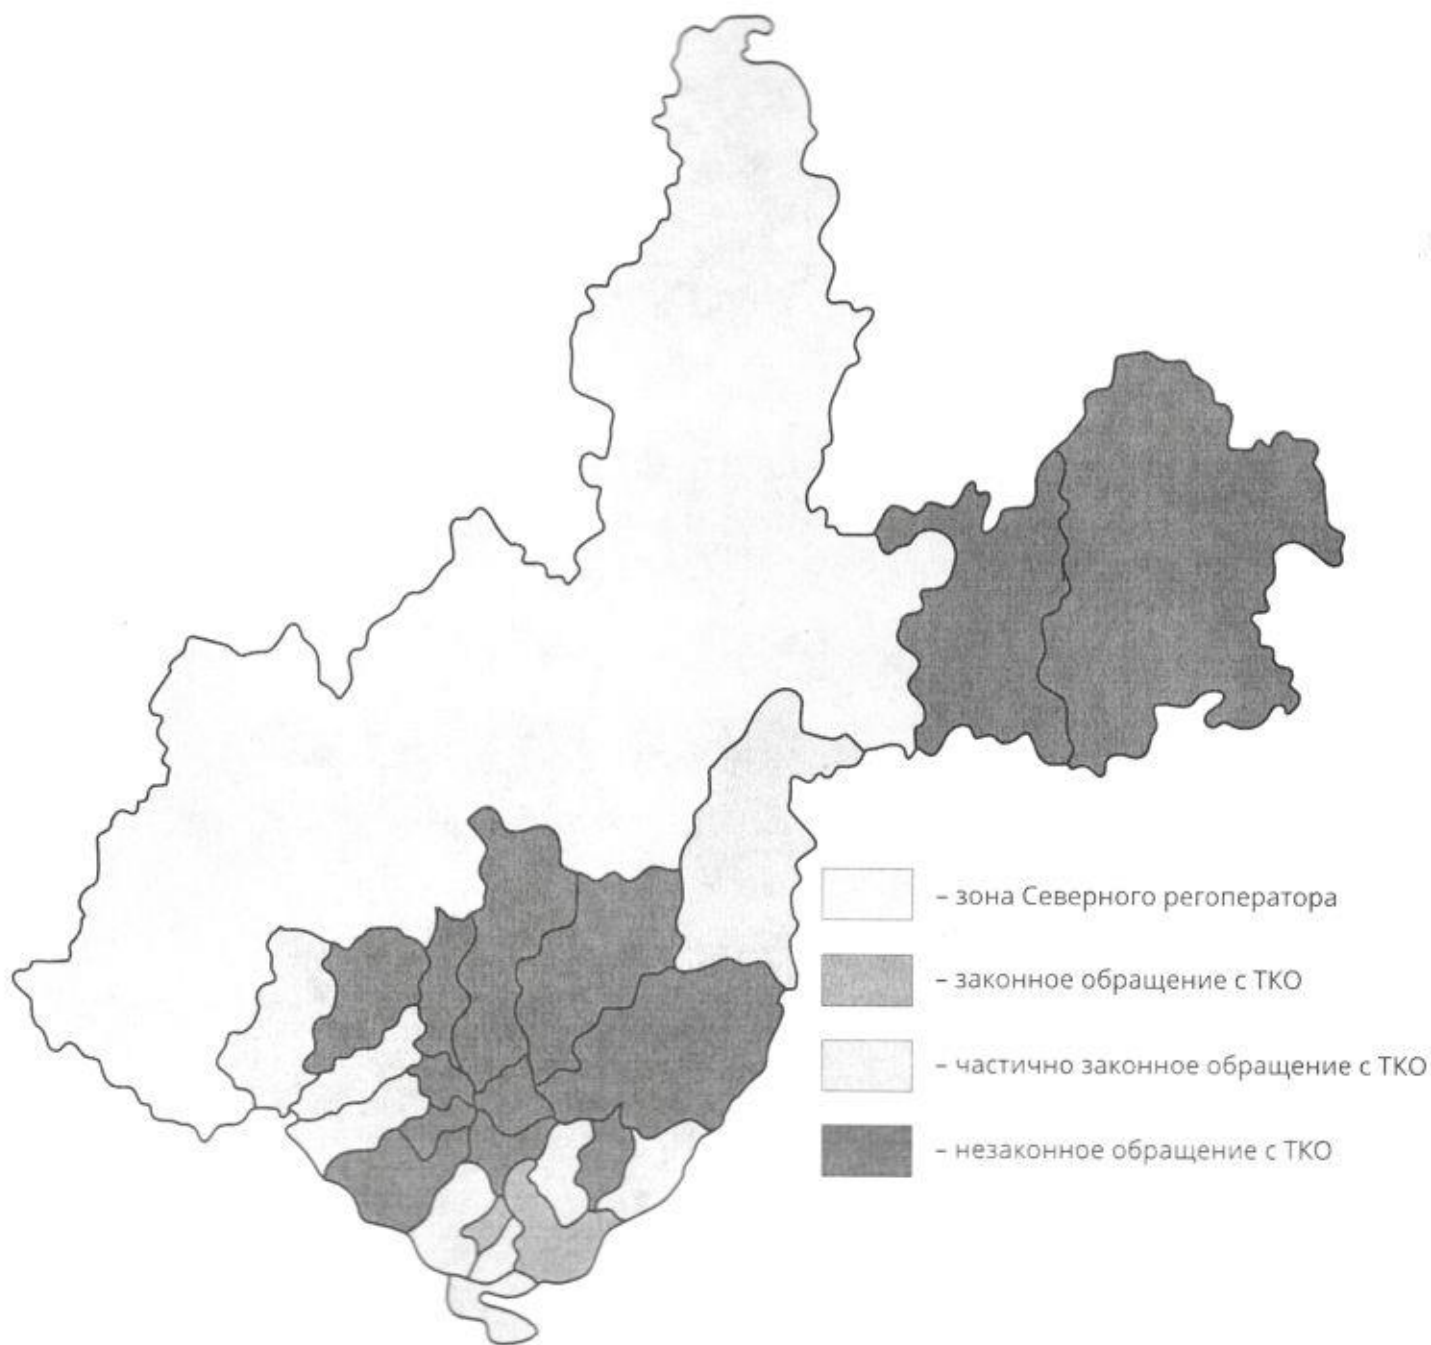 – зона Северного регоператора
– законное обращение с ТКО
– частично законное обращение с ТКО
– незаконное обращение с ТКО